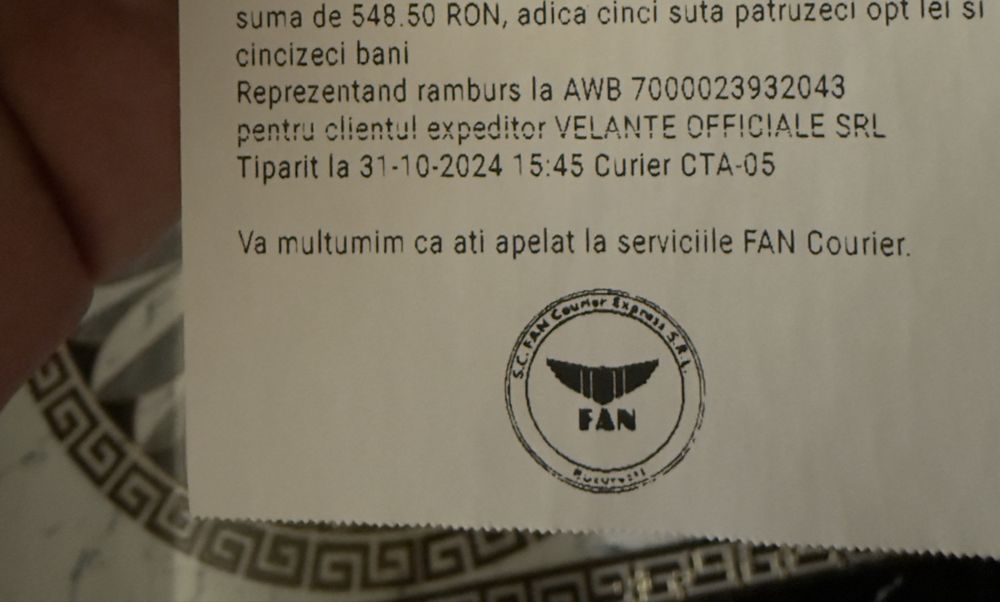 suma de 548.50 RON, adica cinci suta patruzeci opt lei si
cincizeci bani
Reprezentand ramburs la AWB 7000023932043
pentru clientul expeditor VELANTE OFFICIALE SRL
Tiparit la 31-10-2024 15:45 Curier CTA-05
Va multumim ca ati apelat la serviciile FAN Courier.
S.C. FAN Courier Express S.R.L.
FAN
Bucuresti